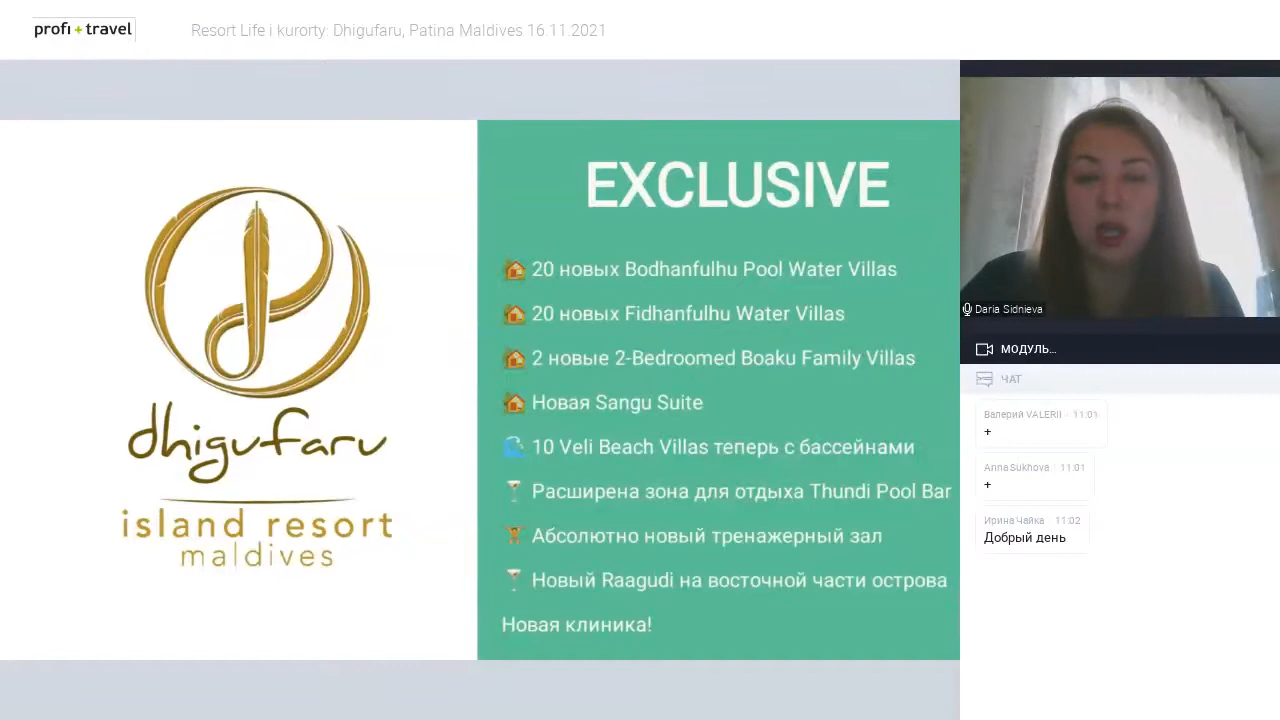 profi + travel
Resort Life i kurorty: Dhigufaru, Patina Maldives 16.11.2021
dhigufaru
island resort
maldives
EXCLUSIVE
20 новых Bodhanfulhu Pool Water Villas
20 новых Fidhanfulhu Water Villas
2 новые 2-Bedroomed Boaku Family Villas
Новая Sangu Suite
10 Veli Beach Villas теперь с бассейнами
Расширена зона для отдыха Thundi Pool Bar
Абсолютно новый тренажерный зал
Новый Raagudi на восточной части острова
Новая клиника!
Daria Sidnieva
МОДУЛЬ...
ЧАТ
Валерий VALERII 11:01
+
Anna Sukhova 11:01
+
Ирина Чайка 11:02
Добрый день